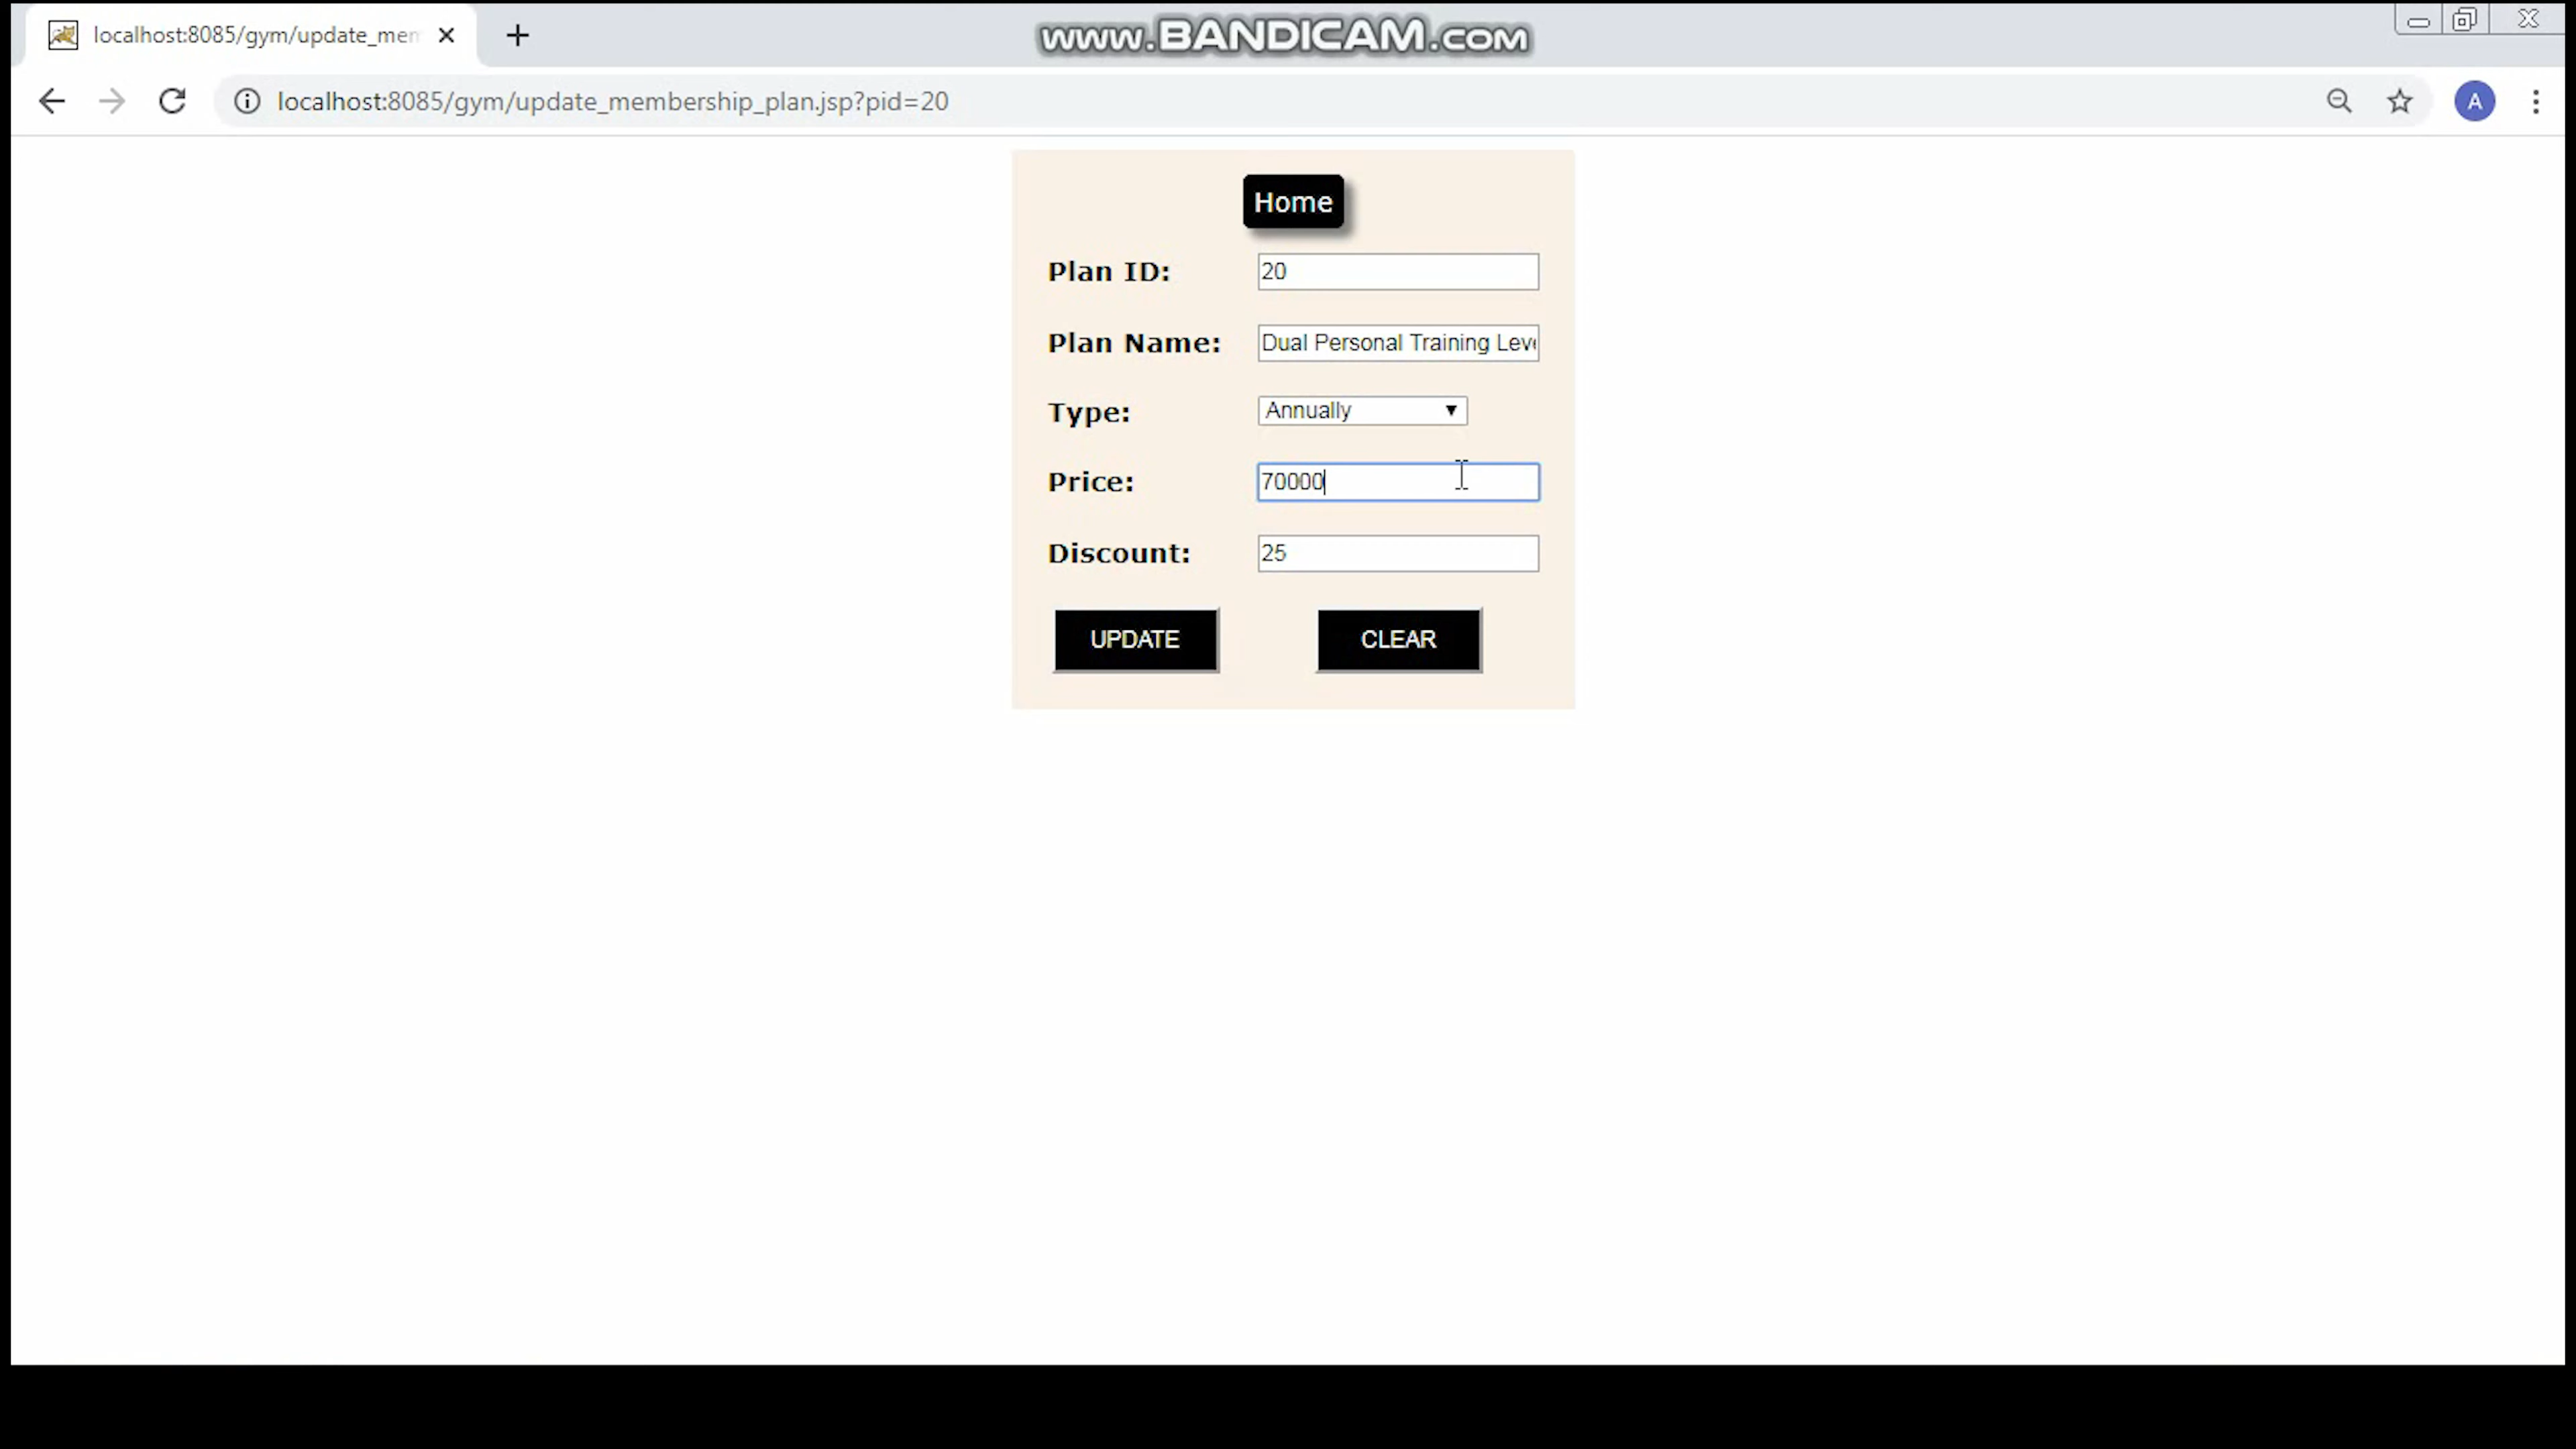 localhost:8085/gym/update_mem
www.BANDICAM.com
localhost:8085/gym/update_membership_plan.jsp?pid=20
A
Home
Plan ID: 20
Plan Name: Dual Personal Training Leve
Type: Annually
Price: 70000
Discount: 25
UPDATE CLEAR